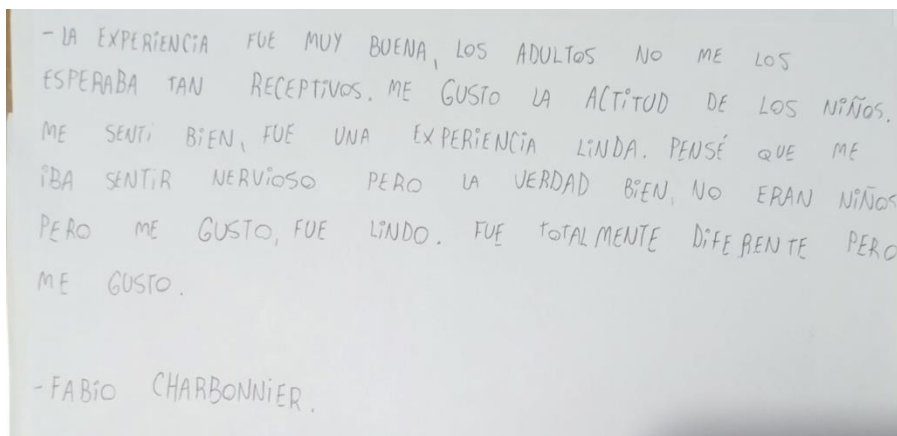 - LA EXPERIENCIA FUE MUY BUENA, LOS ADULTOS NO ME LOS
ESPERABA TAN RECEPTIVOS. ME GUSTO LA ACTITUD DE LOS NIÑOS.
ME SENTI BIEN, FUE UNA EXPERIENCIA LINDA. PENSÉ QUE ME
IBA SENTIR NERVIOSO PERO LA VERDAD BIEN, NO ERAN NIÑOS
PERO ME GUSTO, FUE LINDO. FUE TOTALMENTE DIFERENTE PERO
ME GUSTO.
- FABIO CHARBONNIER.